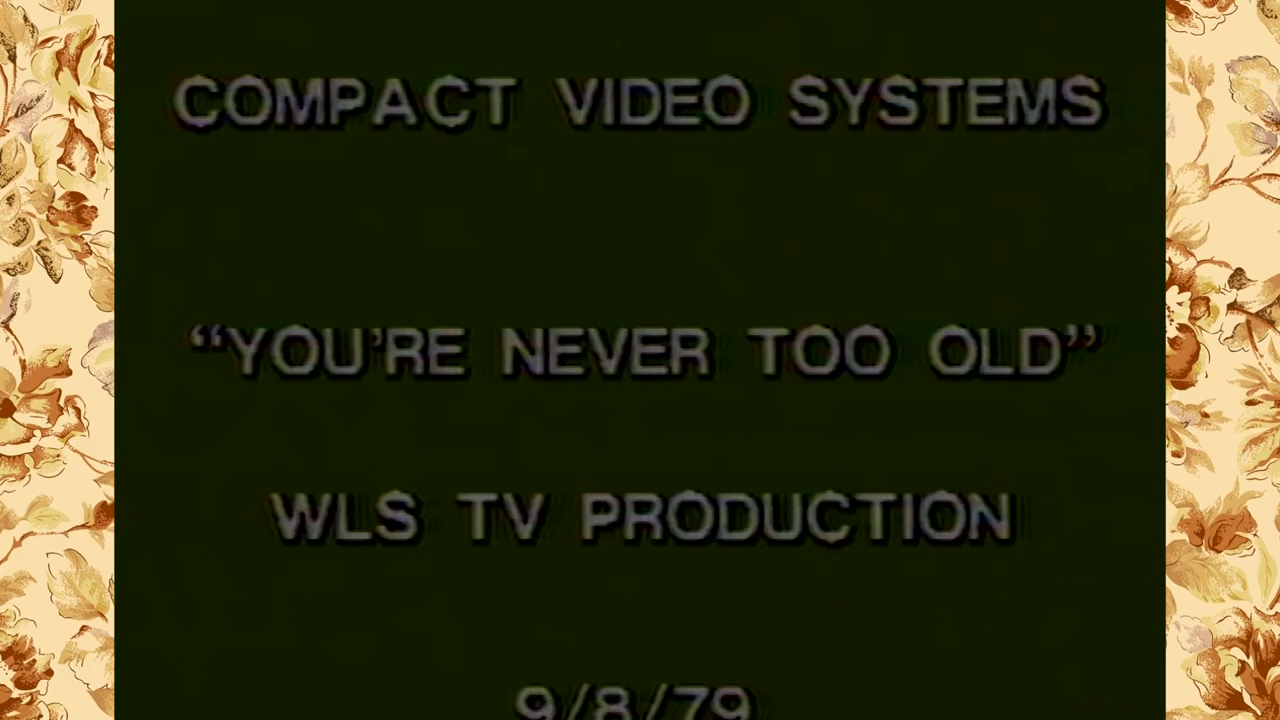 COMPACT VIDEO SYSTEMS
“YOU’RE NEVER TOO OLD”
WLS TV PRODUCTION
9/8/79